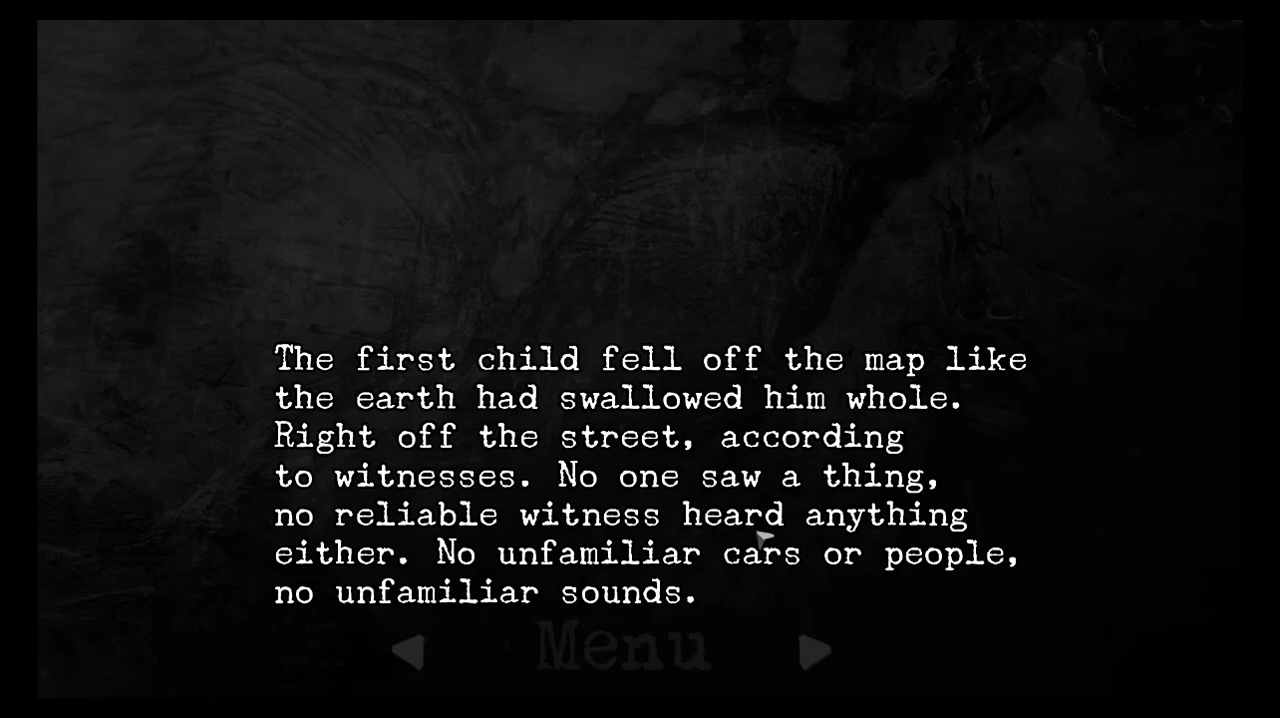 The first child fell off the map like
the earth had swallowed him whole.
Right off the street, according
to witnesses. No one saw a thing,
no reliable witness heard anything
either. No unfamiliar cars or people,
no unfamiliar sounds.
Menu